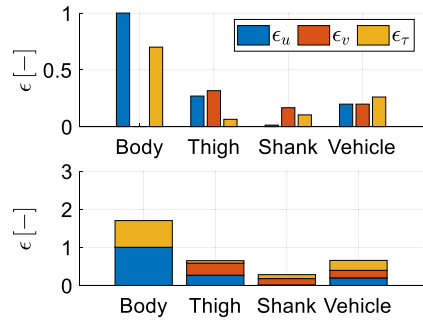 1
ϵ_u ϵ_v ϵ_τ
ϵ [−]
0.5
0
Body Thigh Shank Vehicle
3
2
ϵ [−]
1
0
Body Thigh Shank Vehicle